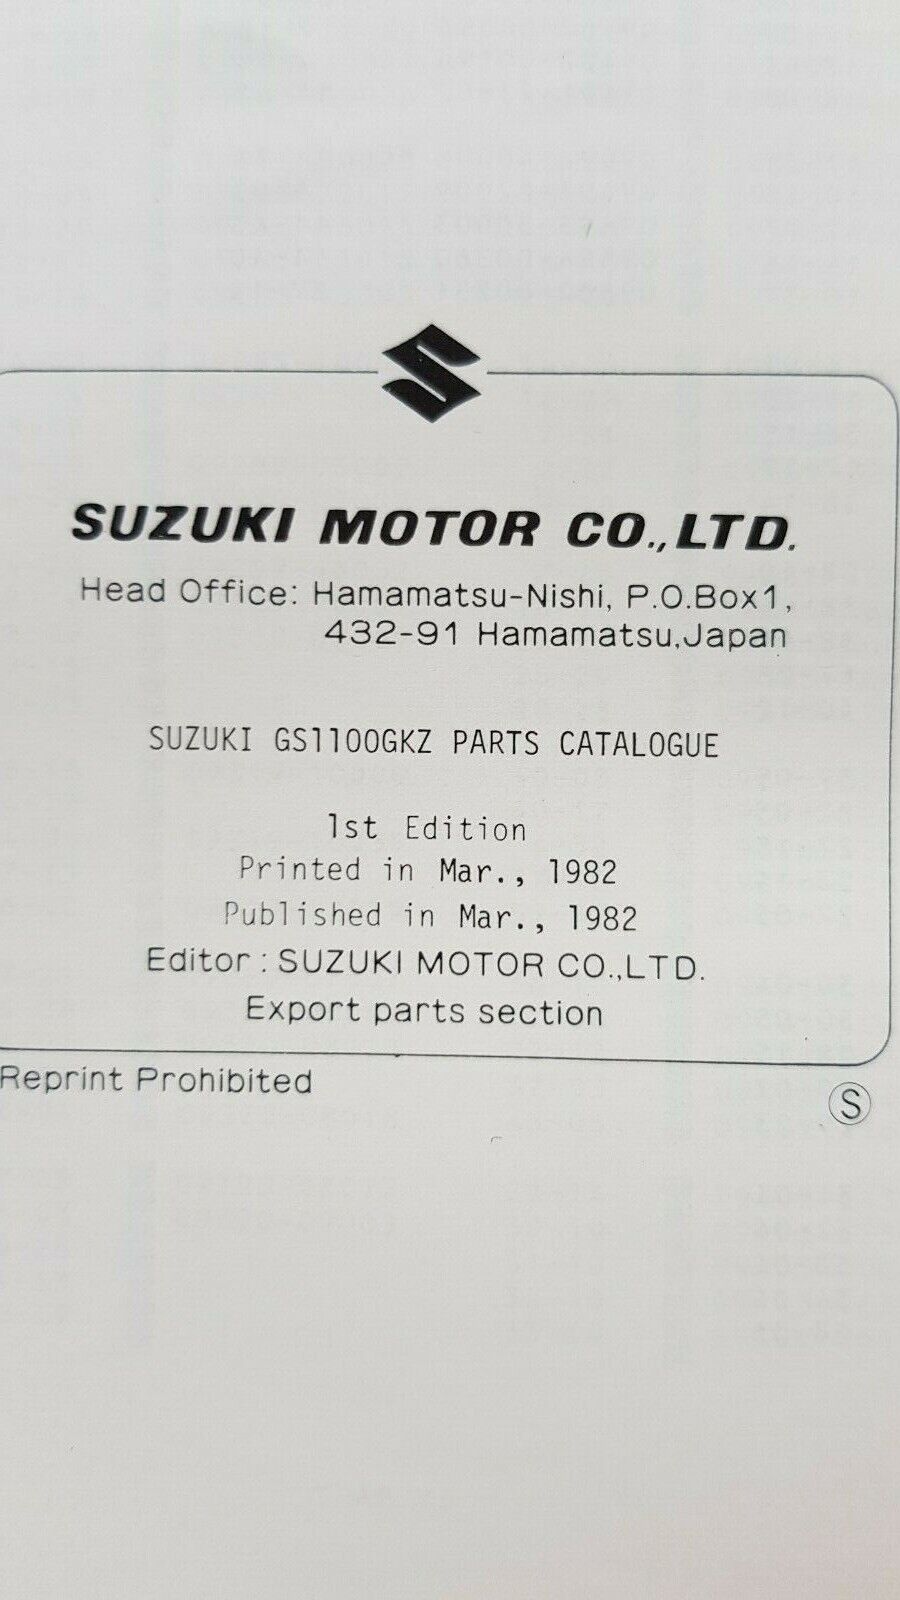 SUZUKI MOTOR CO.,LTD.
Head Office: Hamamatsu-Nishi, P.O.Box1,
432-91 Hamamatsu,Japan
SUZUKI GS1100GKZ PARTS CATALOGUE
1st Edition
Printed in Mar., 1982
Published in Mar., 1982
Editor : SUZUKI MOTOR CO.,LTD.
Export parts section
Reprint Prohibited
Ⓢ